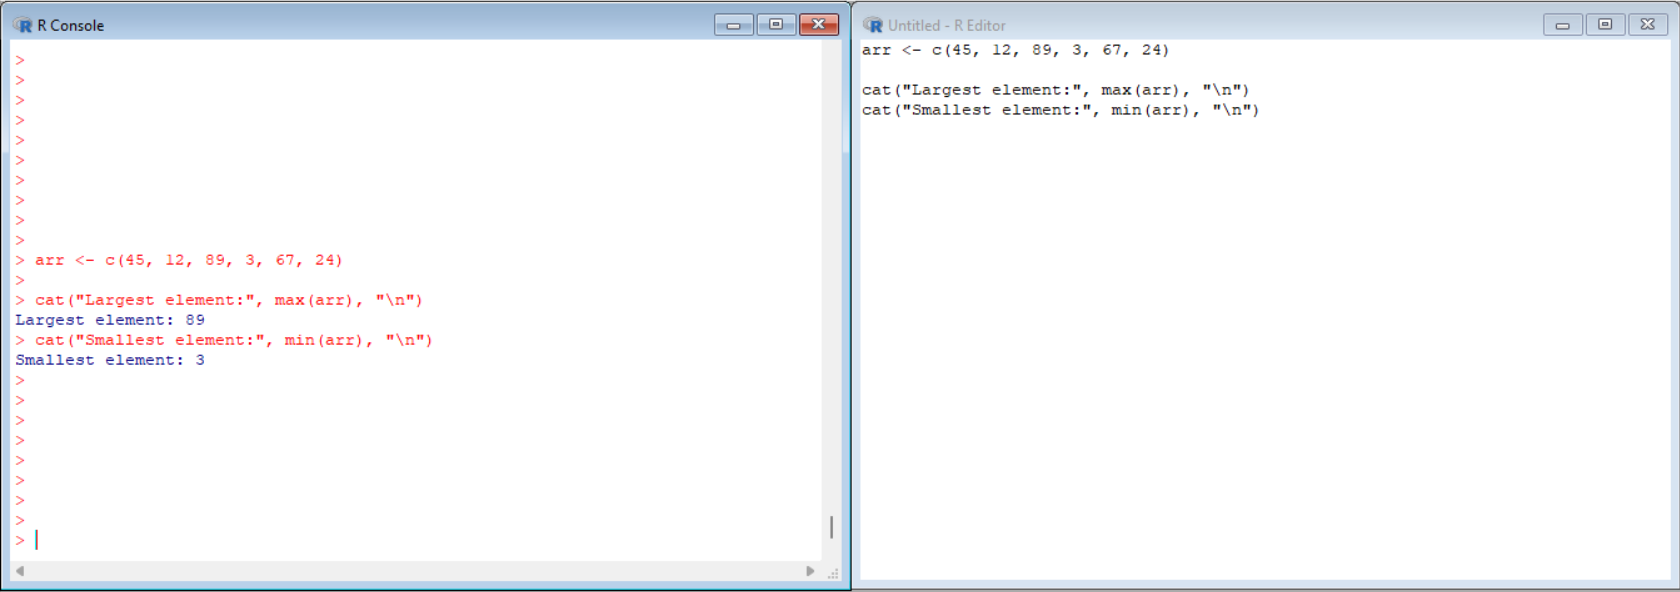 R Console
>
>
>
>
>
>
>
>
>
>
> arr <- c(45, 12, 89, 3, 67, 24)
>
> cat("Largest element:", max(arr), "\n")
Largest element: 89
> cat("Smallest element:", min(arr), "\n")
Smallest element: 3
>
>
>
>
>
>
>
>
>
Untitled - R Editor
arr <- c(45, 12, 89, 3, 67, 24)
cat("Largest element:", max(arr), "\n")
cat("Smallest element:", min(arr), "\n")